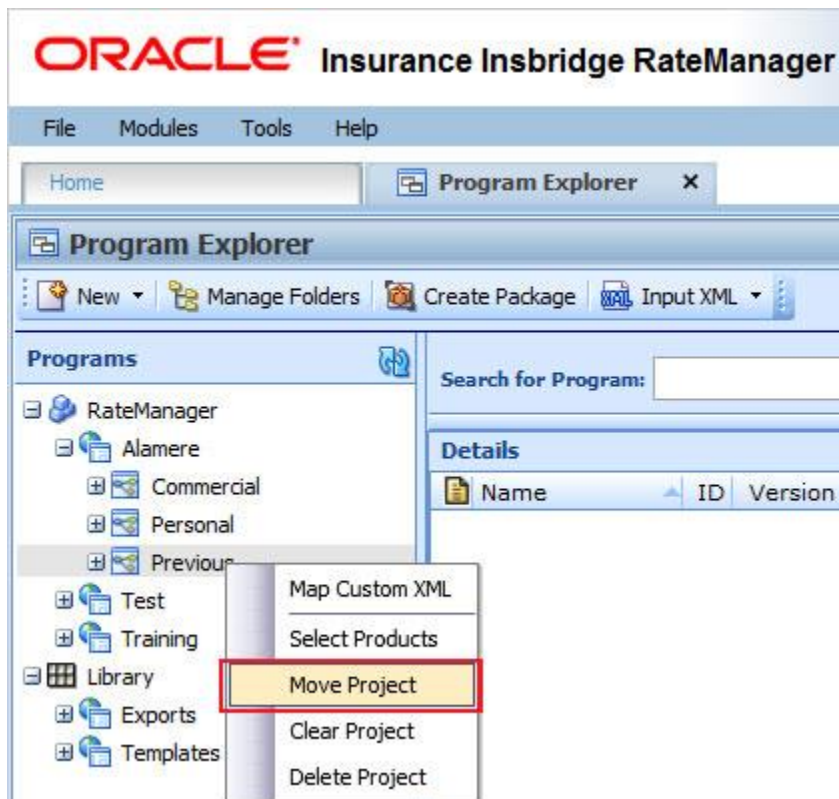 ORACLE Insurance Insbridge RateManager
File Modules Tools Help
Home Program Explorer x
Program Explorer
New Manage Folders Create Package XML Input XML
Programs
Search for Program:
RateManager
Alamere
Details
Commercial
Name ID Version
Personal
Previous
Map Custom XML
Test
Select Products
Training
Library
Move Project
Exports
Clear Project
Templates
Delete Project